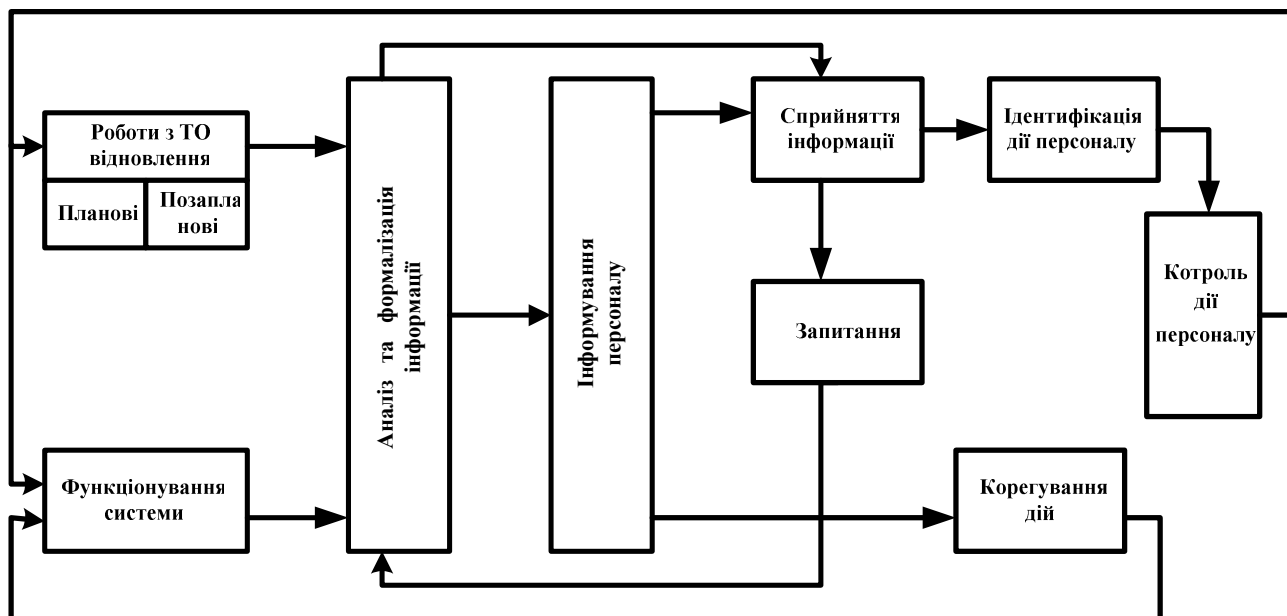 Роботи з ТО
відновлення
Планові
Позапла
нові
Функціонування
системи
Аналіз та формалізація
інформації
Інформування
персоналу
Сприйняття
інформації
Запитання
Ідентифікація
дії персоналу
Котроль
дії
персоналу
Корегування
дій